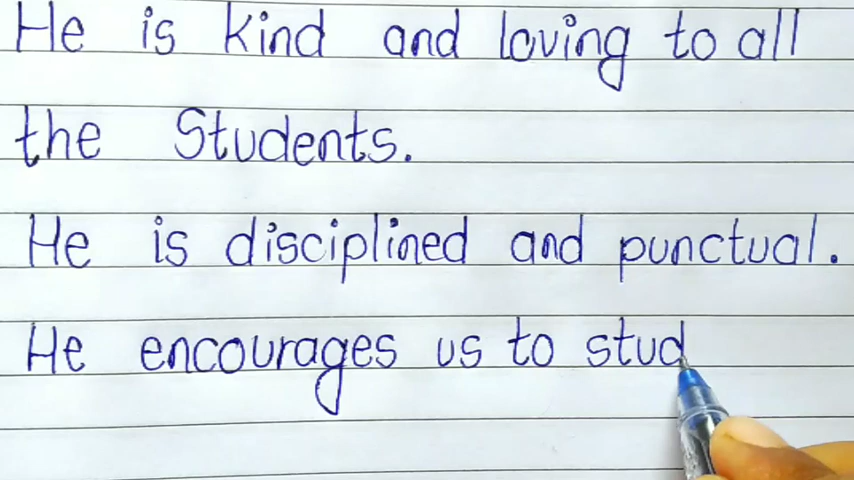 He is kind and loving to all
the Students.
He is disciplined and punctual.
He encourages us to stud